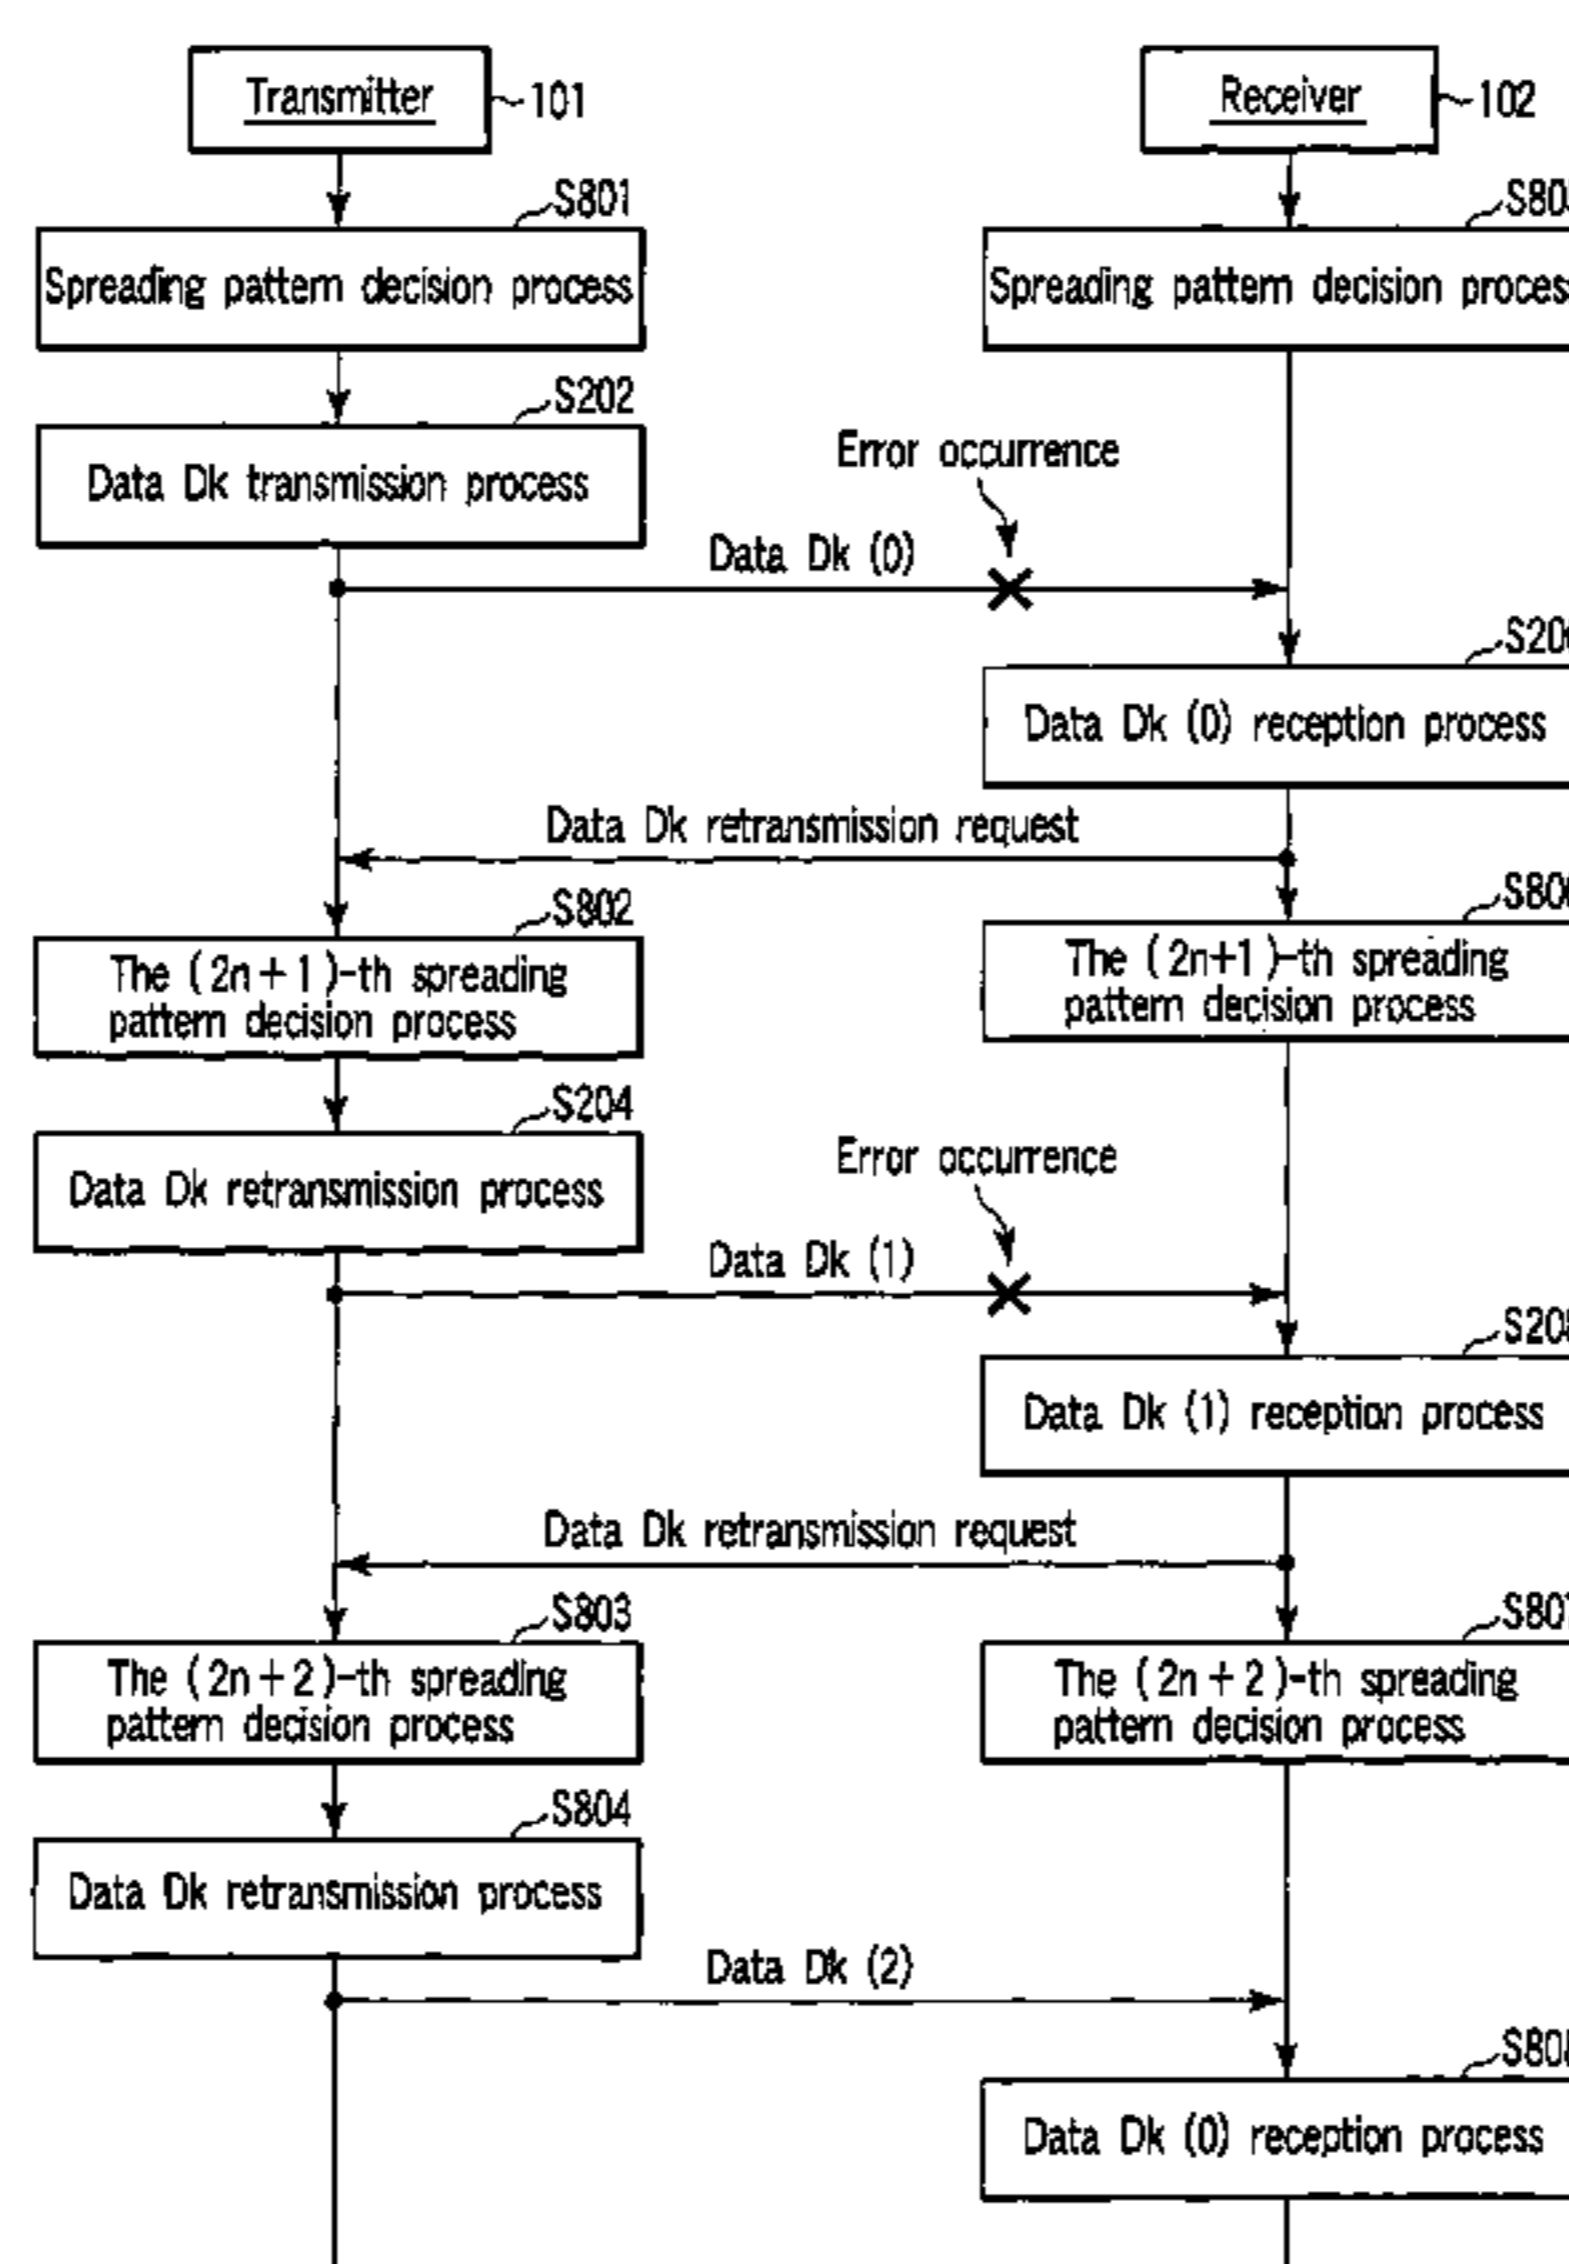 Transmitter
101
Receiver
102
S801
Spreading pattern decision process
Spreading pattern decision
S202
Data Dk transmission process
Error occurrence
Data Dk (0)
Data Dk (0) reception process
Data Dk retransmission request
S802
The (2n+1)-th spreading
pattern decision process
The (2n+1)-th spreading
pattern decision process
S204
Data Dk retransmission process
Error occurrence
Data Dk (1)
Data Dk (1) reception process
Data Dk retransmission request
S803
The (2n+2)-th spreading
pattern decision process
The (2n+2)-th spreading
pattern decision process
S804
Data Dk retransmission process
Data Dk (2)
Data Dk (0) reception process